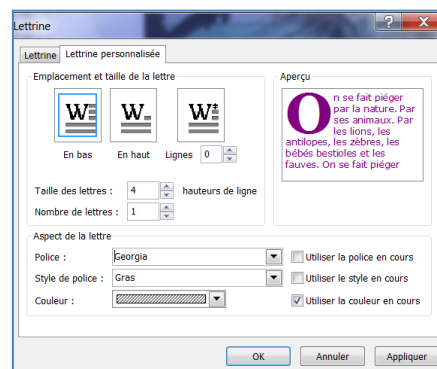 Lettrine
Lettrine Lettrine personnalisée
Emplacement et taille de la lettre
W W W
En bas En haut Lignes 0
Taille des lettres : 4 hauteurs de ligne
Nombre de lettres : 1
Aperçu
On se fait piéger
par la nature. Par
ses animaux. Par
les lions, les
antilopes, les zèbres, les
bébés bestioles et les
fauves. On se fait piéger
Aspect de la lettre
Police : Georgia Utiliser la police en cours
Style de police : Gras Utiliser le style en cours
Couleur : Utiliser la couleur en cours
OK Annuler Appliquer